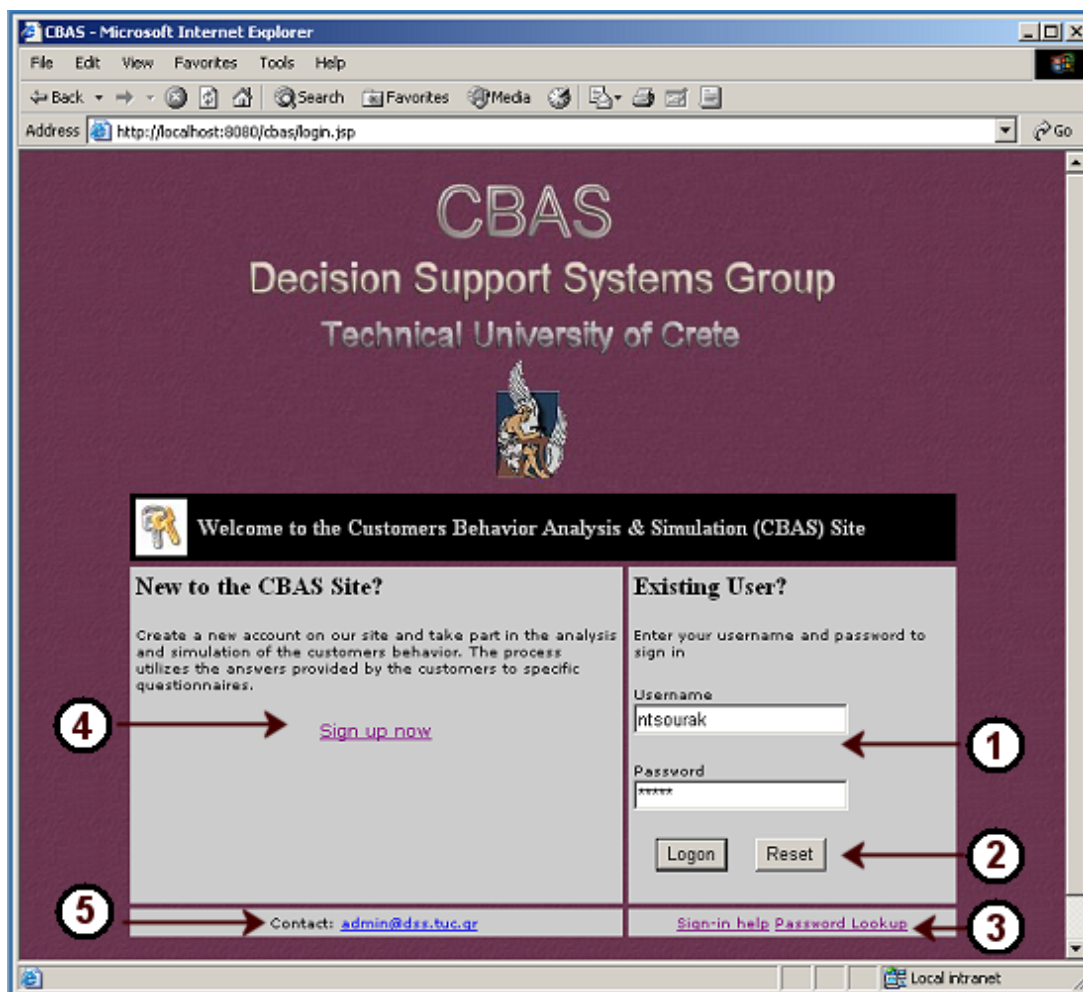 CBAS - Microsoft Internet Explorer
File Edit View Favorites Tools Help
Back Search Favorites Media
Address http://localhost:8080/cbas/login.jsp Go
CBAS
Decision Support Systems Group
Technical University of Crete
Welcome to the Customers Behavior Analysis & Simulation (CBAS) Site
New to the CBAS Site?
Create a new account on our site and take part in the analysis
and simulation of the customers behavior. The process
utilizes the answers provided by the customers to specific
questionnaires.
4
Sign up now
Existing User?
Enter your username and password to
sign in
Username
ntsourak
1
Password
*****
Logon Reset
2
5
Contact: admin@dss.tuc.gr
Sign-in help Password Lookup
3
Local intranet